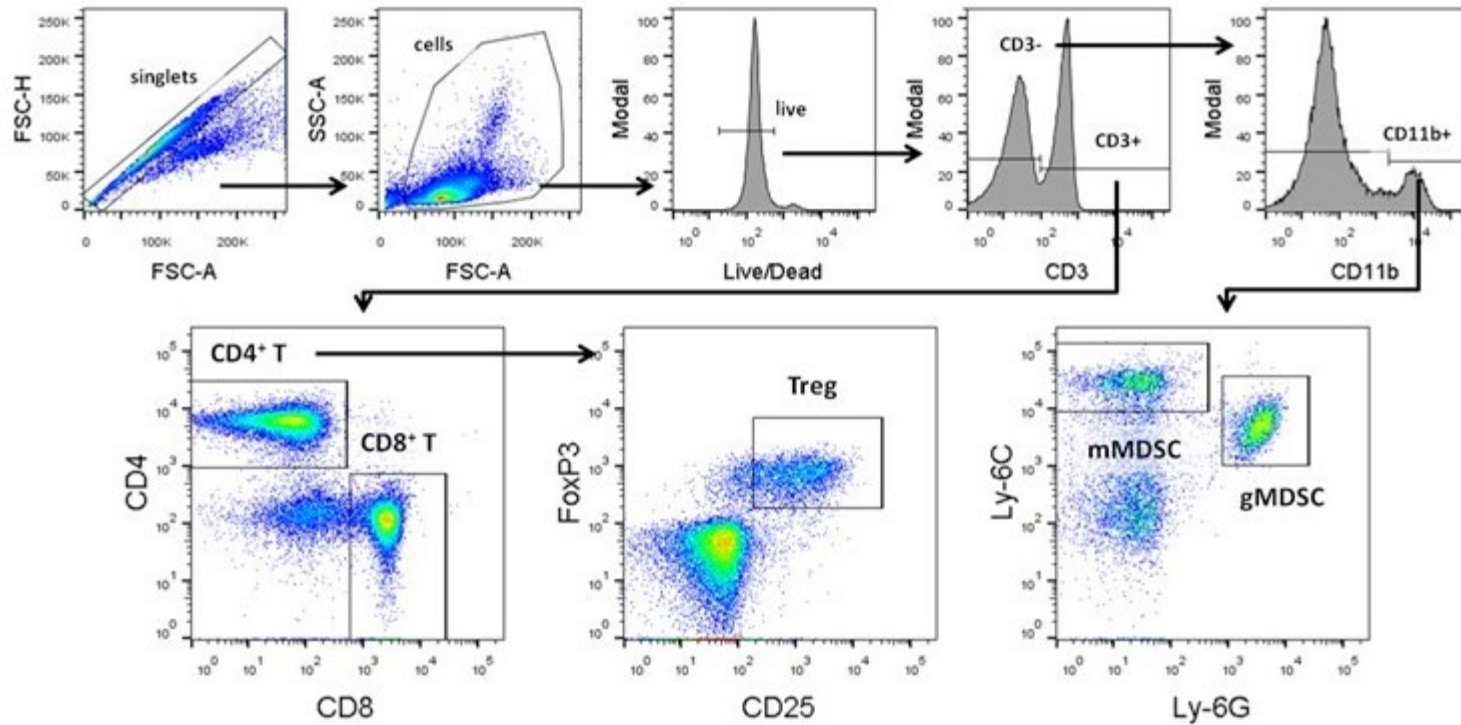 250K
200K
150K
100K
50K
0
FSC-H
singlets
0 100K 200K
FSC-A
250K
200K
150K
100K
50K
0
SSC-A
cells
0 100K 200K
FSC-A
100
80
60
40
20
0
Modal
live
10⁰ 10² 10⁴
Live/Dead
100
80
60
40
20
0
Modal
CD3-
CD3+
10⁰ 10² 10⁴
CD3
100
80
60
40
20
0
Modal
CD11b+
10⁰ 10² 10⁴
CD11b
10⁵
10⁴
10³
10²
10¹
10⁰
CD4
CD4⁺ T
CD8⁺ T
10⁰ 10¹ 10² 10³ 10⁴ 10⁵
CD8
10⁵
10⁴
10³
10²
10¹
10⁰
FoxP3
Treg
10⁰ 10¹ 10² 10³ 10⁴ 10⁵
CD25
10⁵
10⁴
10³
10²
10¹
10⁰
Ly-6C
mMDSC
gMDSC
10⁰ 10¹ 10² 10³ 10⁴ 10⁵
Ly-6G